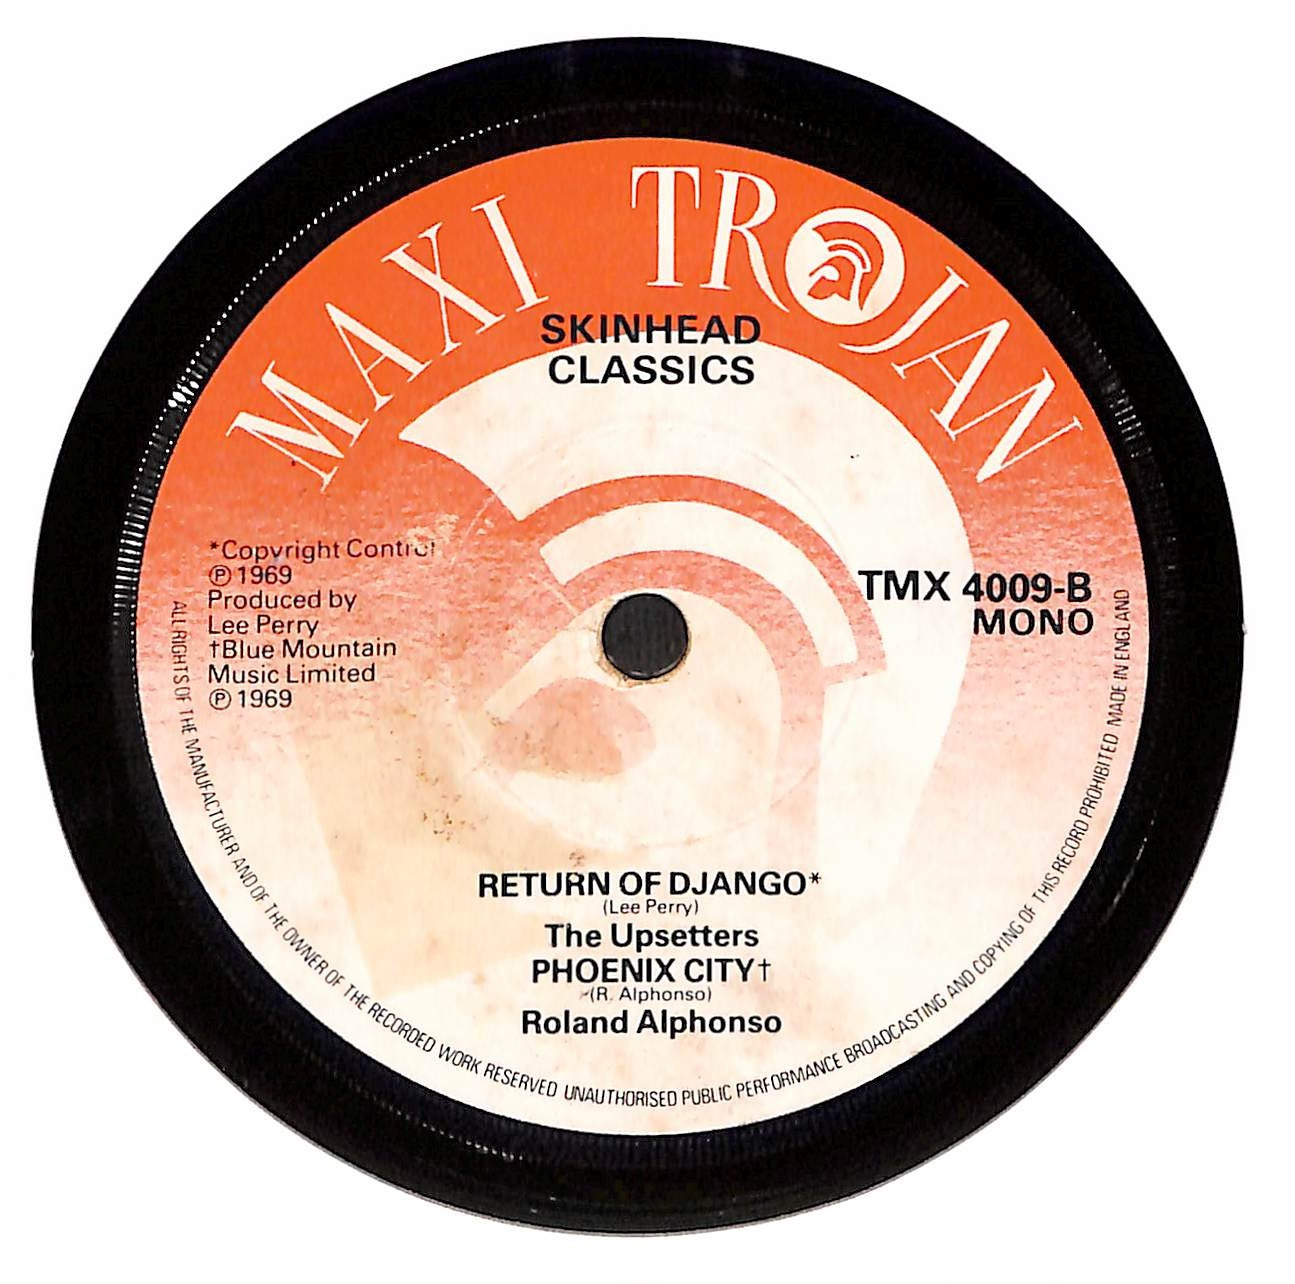 MAXI TROJAN
SKINHEAD
CLASSICS
*Copyright Control
℗ 1969
Produced by
Lee Perry
†Blue Mountain
Music Limited
℗ 1969
TMX 4009-B
MONO
RETURN OF DJANGO*
(Lee Perry)
The Upsetters
PHOENIX CITY†
(R. Alphonso)
Roland Alphonso
ALL RIGHTS OF THE MANUFACTURER AND OF THE OWNER OF THE RECORDED WORK RESERVED UNAUTHORISED PUBLIC PERFORMANCE BROADCASTING AND COPYING OF THIS RECORD PROHIBITED MADE IN ENGLAND